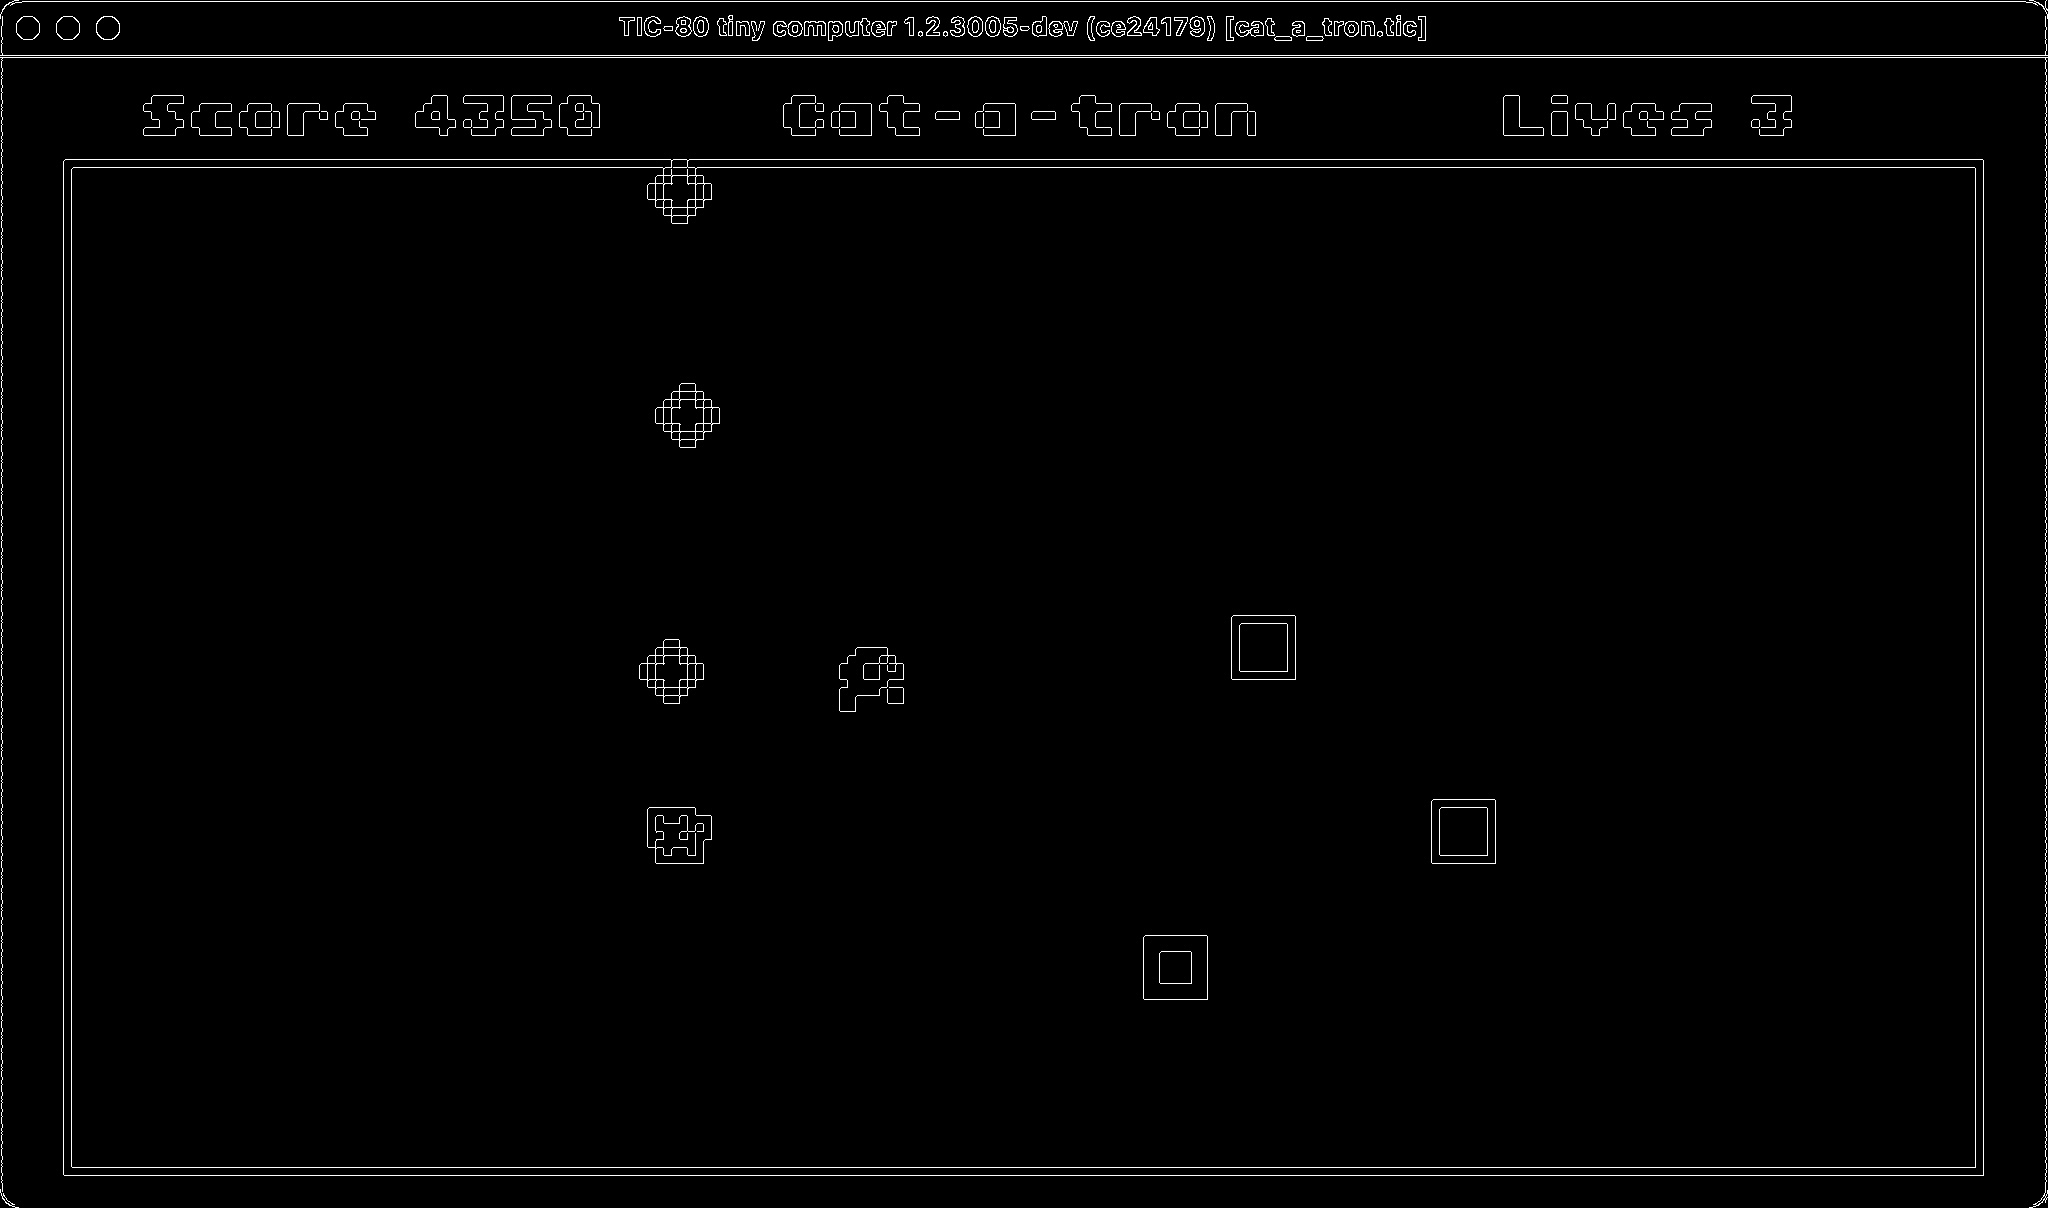 TIC-80 tiny computer 1.2.3005-dev (ce24179) [cat_a_tron.tic]
Score 4350 Cat-a-tron Lives 3